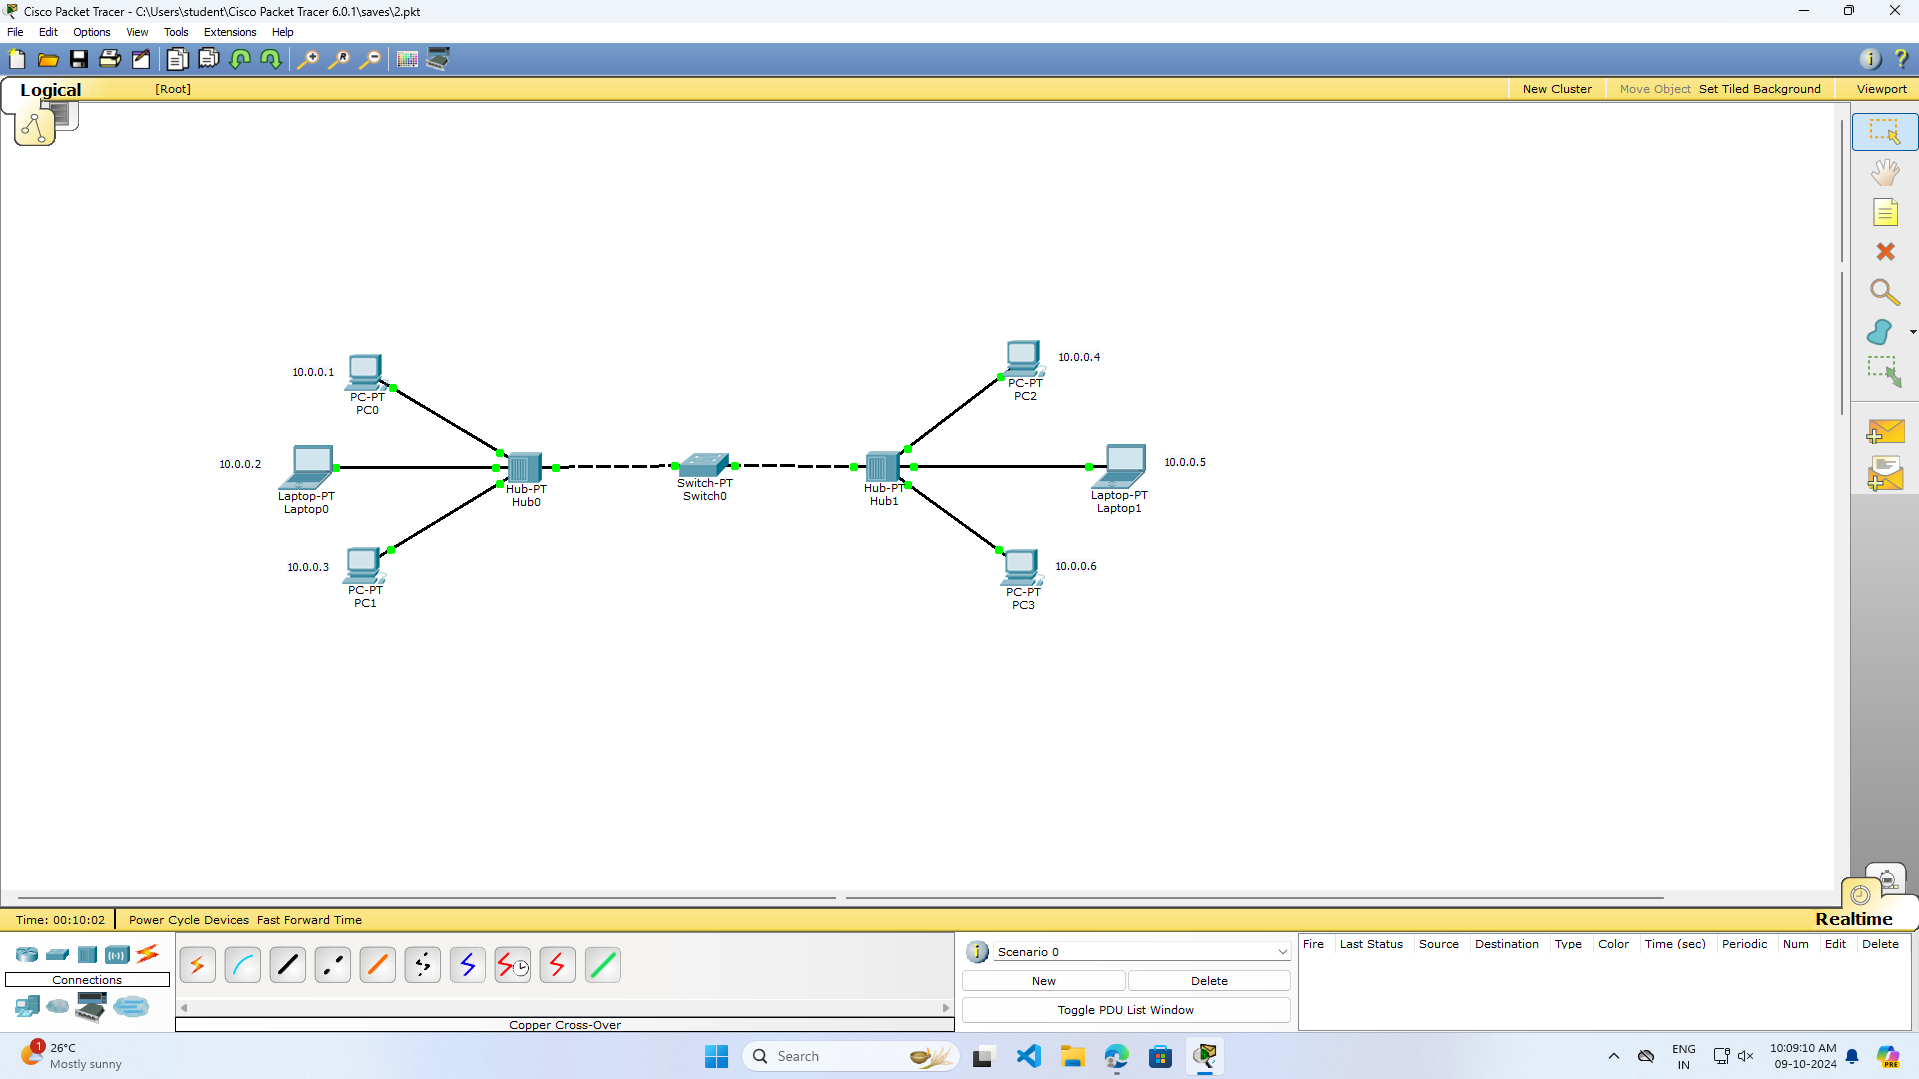 Cisco Packet Tracer - C:\Users\student\Cisco Packet Tracer 6.0.1\saves\2.pkt
File Edit Options View Tools Extensions Help
Logical [Root] New Cluster Move Object Set Tiled Background Viewport
10.0.0.1
PC-PT
PC0
10.0.0.2
Laptop-PT
Laptop0
10.0.0.3
PC-PT
PC1
Hub-PT
Hub0
Switch-PT
Switch0
Hub-PT
Hub1
10.0.0.4
PC-PT
PC2
10.0.0.5
Laptop-PT
Laptop1
10.0.0.6
PC-PT
PC3
Time: 00:10:02 Power Cycle Devices Fast Forward Time Realtime
Connections
Copper Cross-Over
Scenario 0
New Delete
Toggle PDU List Window
Fire Last Status Source Destination Type Color Time (sec) Periodic Num Edit Delete
1
26°C
Mostly sunny
Search
ENG
IN
10:09:10 AM
09-10-2024
PRE